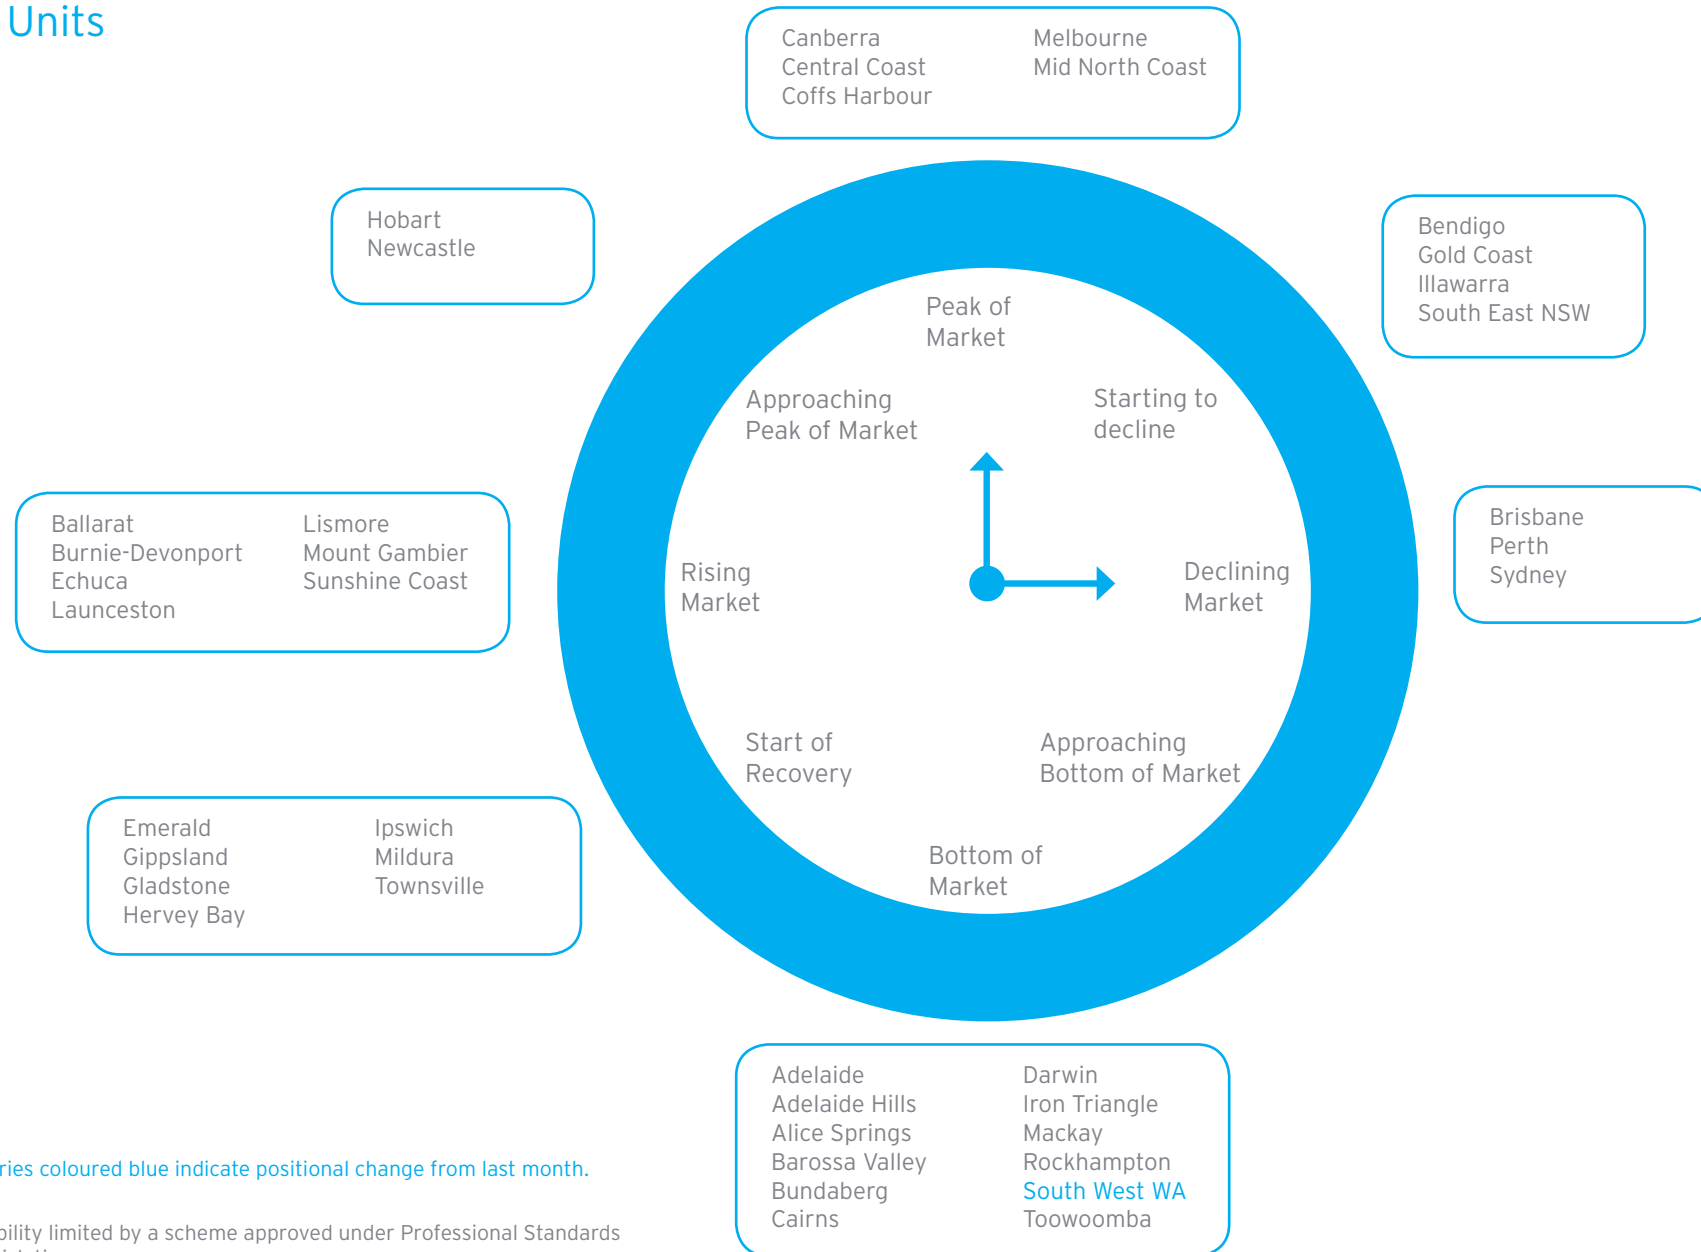 Units
Canberra
Central Coast
Coffs Harbour
Melbourne
Mid North Coast
Hobart
Newcastle
Bendigo
Gold Coast
Illawarra
South East NSW
Peak of
Market
Approaching
Peak of Market
Starting to
decline
Ballarat
Burnie-Devonport
Echuca
Launceston
Lismore
Mount Gambier
Sunshine Coast
Rising
Market
Declining
Market
Brisbane
Perth
Sydney
Start of
Recovery
Approaching
Bottom of Market
Emerald
Gippsland
Gladstone
Hervey Bay
Ipswich
Mildura
Townsville
Bottom of
Market
Adelaide
Adelaide Hills
Alice Springs
Barossa Valley
Bundaberg
Cairns
Darwin
Iron Triangle
Mackay
Rockhampton
South West WA
Toowoomba
ries coloured blue indicate positional change from last month.
bility limited by a scheme approved under Professional Standards